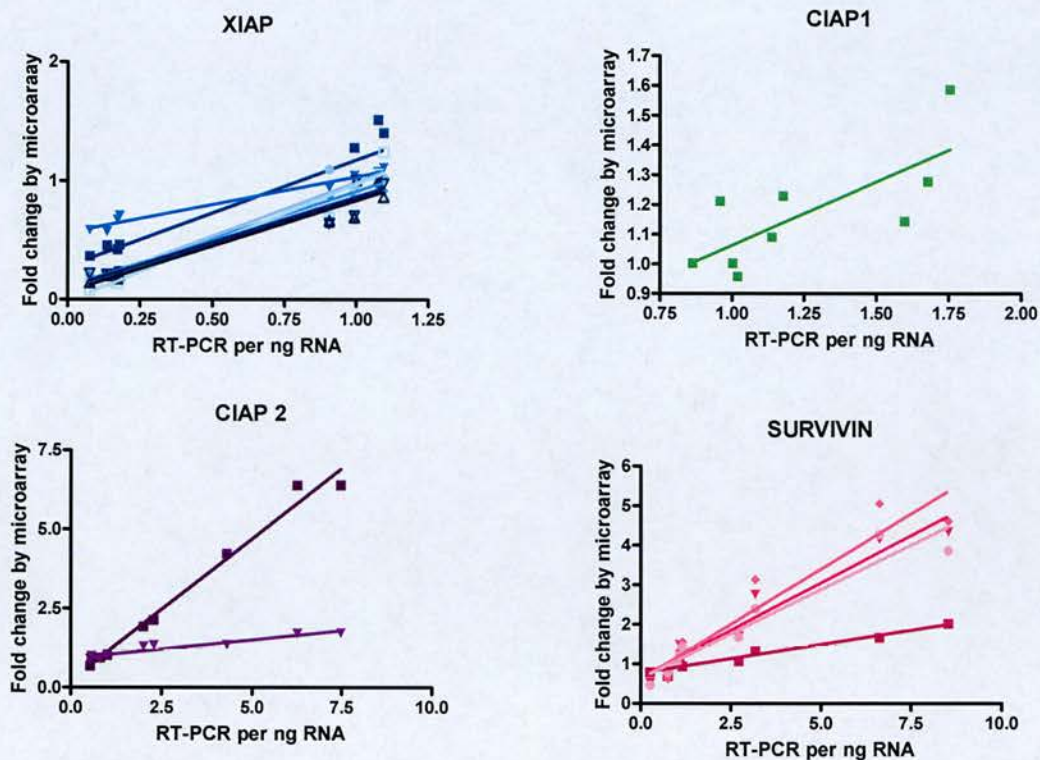 XIAP
Fold change by microaraay
2
1
0
0.00 0.25 0.50 0.75 1.00 1.25
RT-PCR per ng RNA
CIAP1
Fold change by microarray
1.7
1.6
1.5
1.4
1.3
1.2
1.1
1.0
0.9
0.75 1.00 1.25 1.50 1.75 2.00
RT-PCR per ng RNA
CIAP 2
Fold change by microarray
7.5
5.0
2.5
0.0
0.0 2.5 5.0 7.5 10.0
RT-PCR per ng RNA
SURVIVIN
Fold change by microarray
6
5
4
3
2
1
0
0.0 2.5 5.0 7.5 10.0
RT-PCR per ng RNA